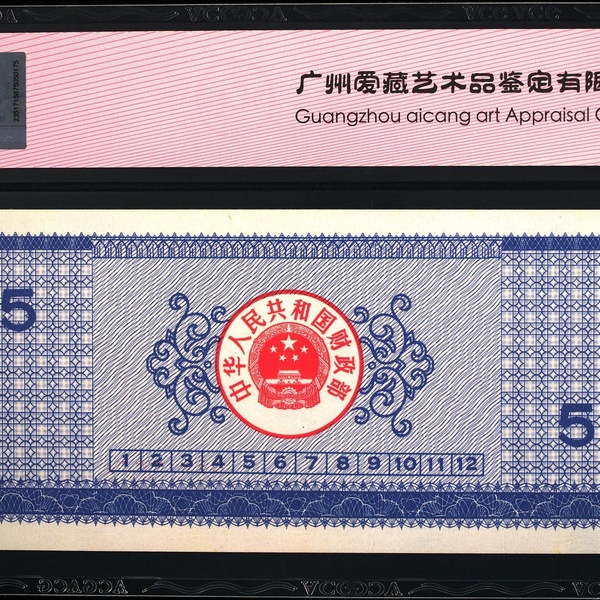 广州爱藏艺术品鉴定有限
Guangzhou aicang art Appraisal C
5
中华人民共和国财政部
5
1 2 3 4 5 6 7 8 9 10 11 12